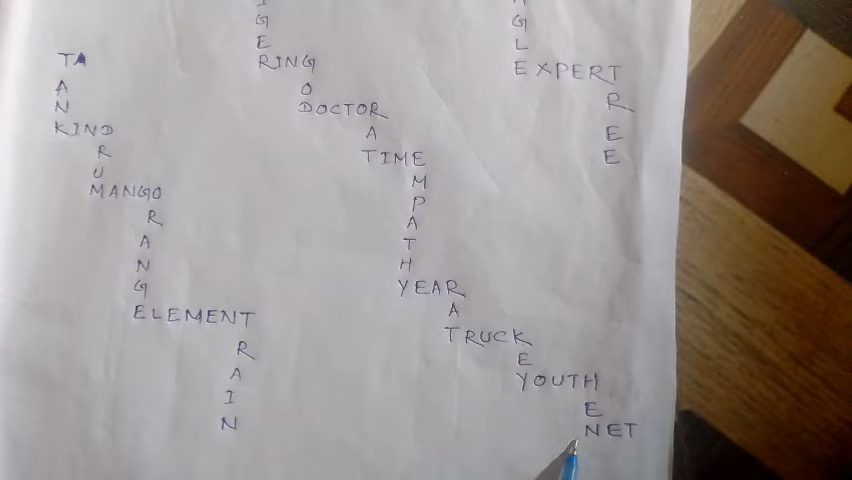 I
G G
E L
TA RING EXPERT
A O R
N DOCTOR
KIND A E
R TIME E
U M
MANGO P
R A
A T
N H
G YEAR
ELEMENT A
R TRUCK
E
A YOUTH
I E
N NET